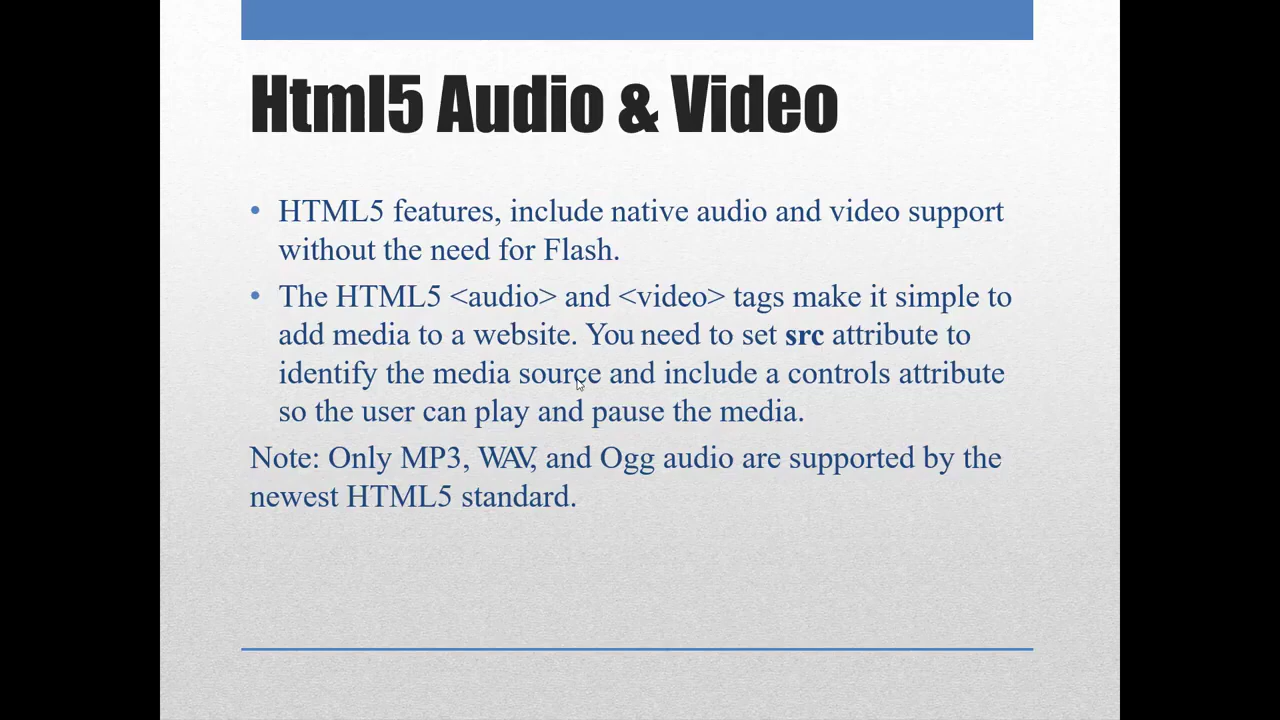 Html5 Audio & Video
• HTML5 features, include native audio and video support
without the need for Flash.
• The HTML5 <audio> and <video> tags make it simple to
add media to a website. You need to set src attribute to
identify the media source and include a controls attribute
so the user can play and pause the media.
Note: Only MP3, WAV, and Ogg audio are supported by the
newest HTML5 standard.